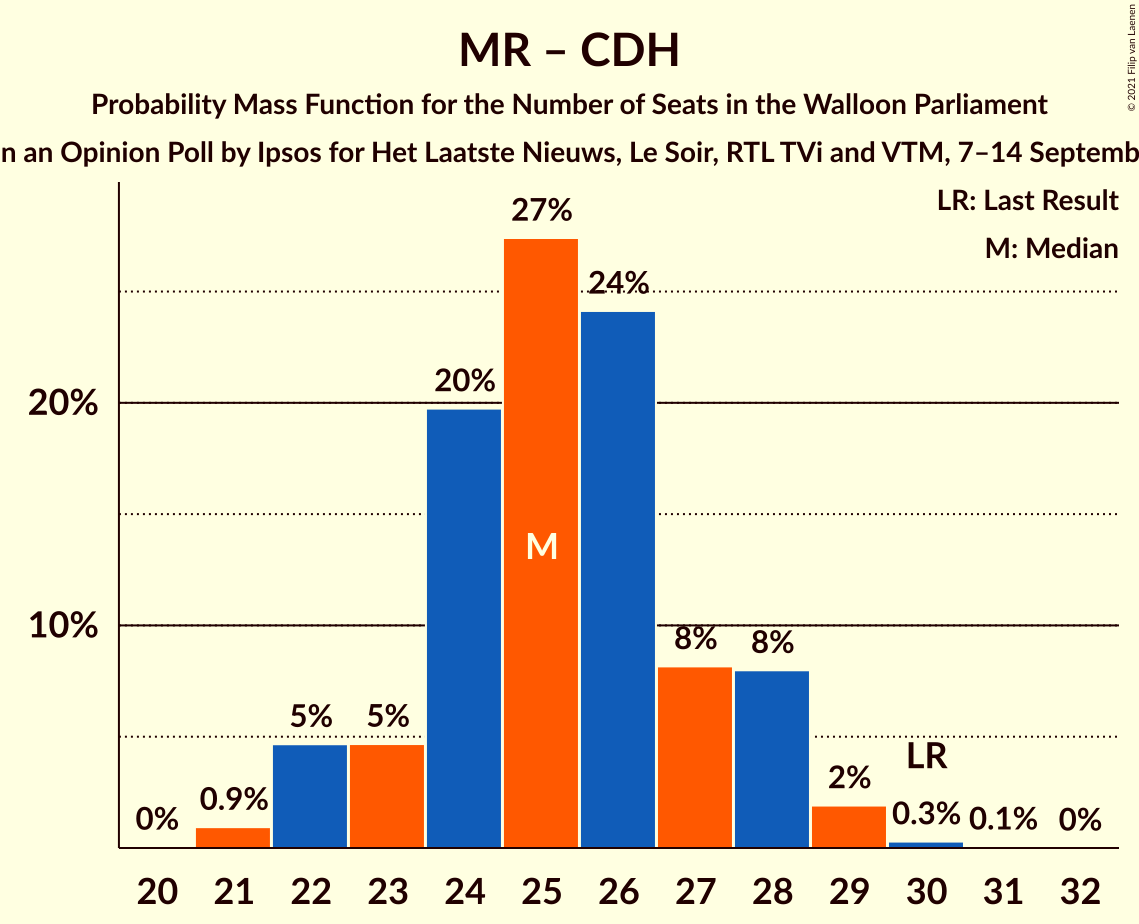 MR – CDH
Probability Mass Function for the Number of Seats in the Walloon Parliament
n an Opinion Poll by Ipsos for Het Laatste Nieuws, Le Soir, RTL TVi and VTM, 7–14 Septemb
© 2021 Filip van Laenen
LR: Last Result
M: Median
27%
24%
20%
20%
M
10%
8%
8%
5%
5%
LR
2%
0.9%
0.3%
0.1%
0%
0%
20 21 22 23 24 25 26 27 28 29 30 31 32